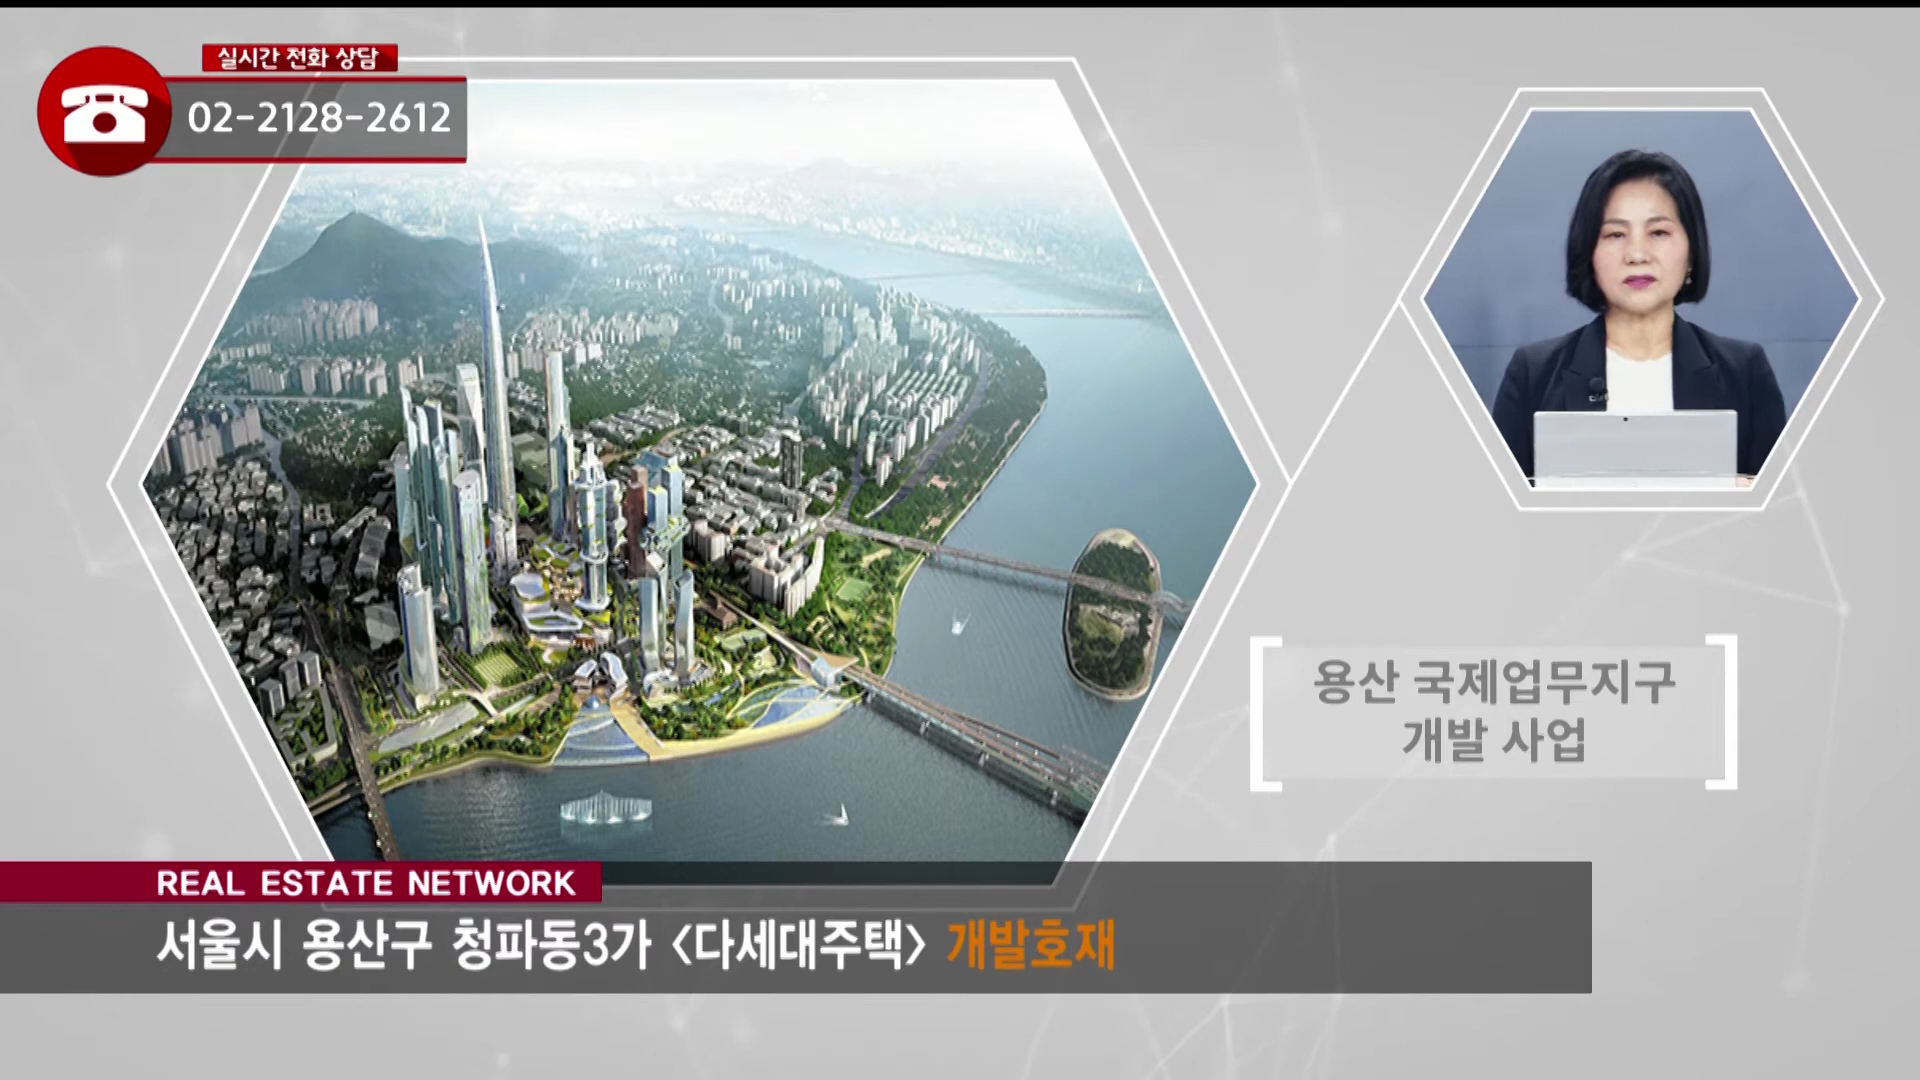 실시간 전화 상담
02-2128-2612
용산 국제업무지구
개발 사업
REAL ESTATE NETWORK
서울시 용산구 청파동3가 <다세대주택> 개발호재